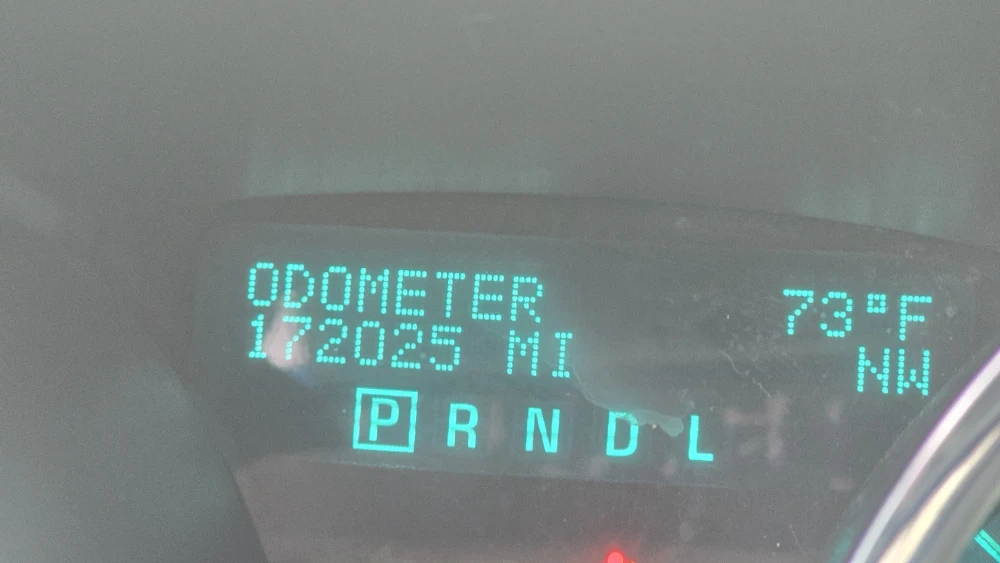 ODOMETER 73°F
172025 MI NW
P R N D L